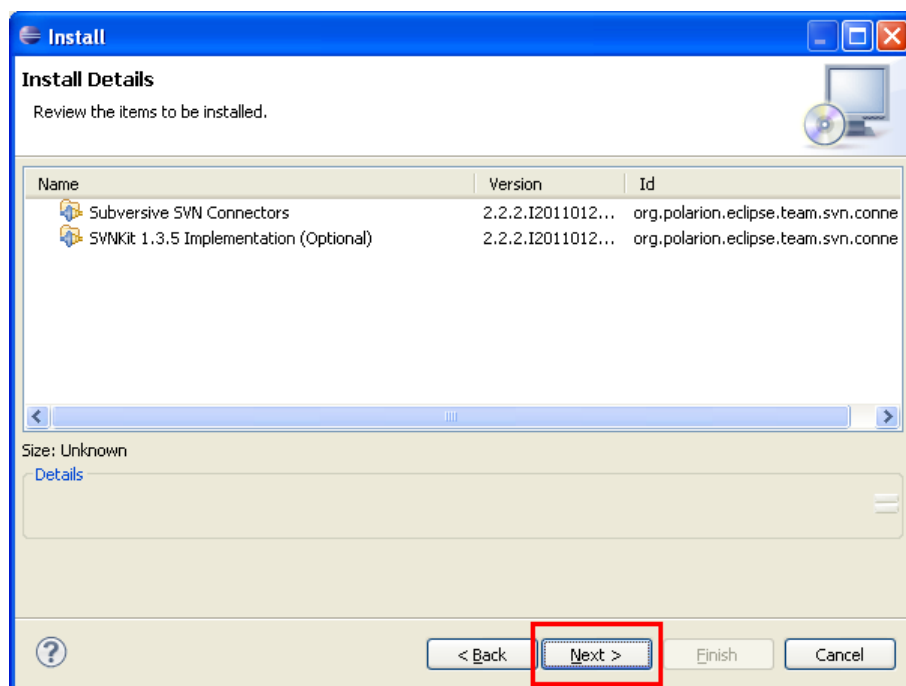 Install
Install Details
Review the items to be installed.
Name Version Id
Subversive SVN Connectors 2.2.2.I2011012... org.polarion.eclipse.team.svn.conne
SVNKit 1.3.5 Implementation (Optional) 2.2.2.I2011012... org.polarion.eclipse.team.svn.conne
Size: Unknown
Details
? < Back Next > Finish Cancel